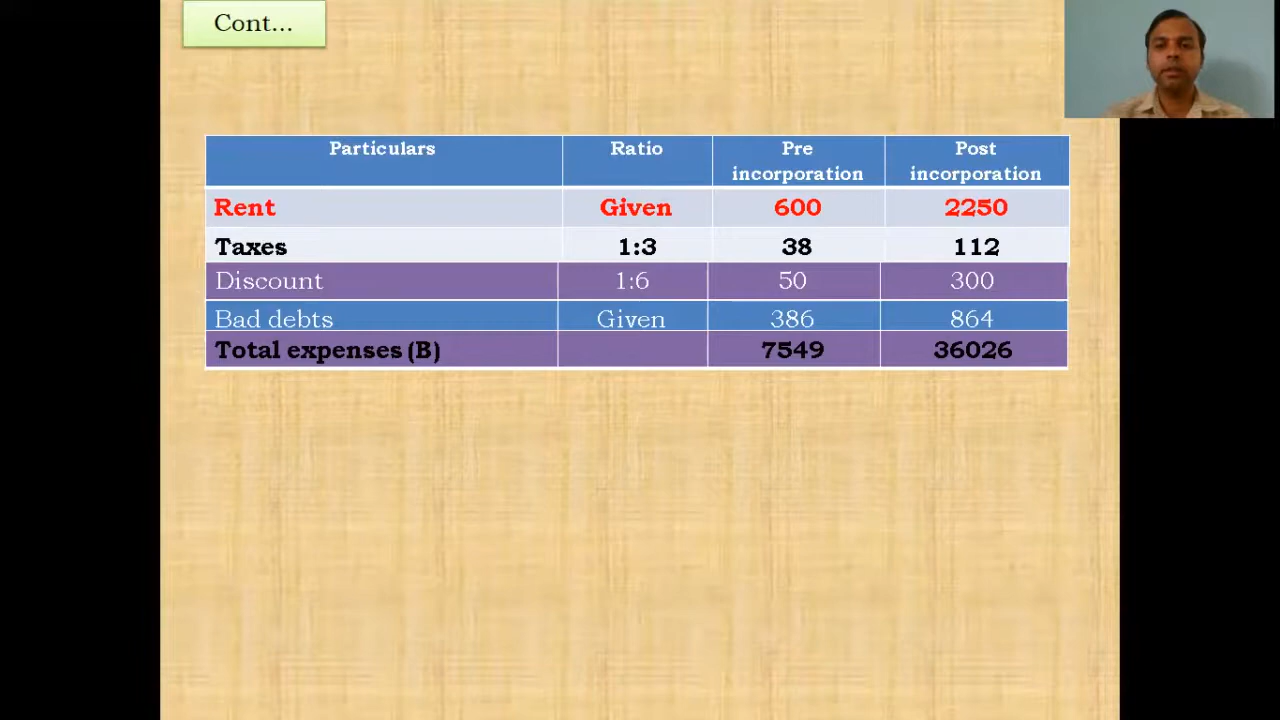 Cont...
Particulars Ratio Pre incorporation Post incorporation
Rent Given 600 2250
Taxes 1:3 38 112
Discount 1:6 50 300
Bad debts Given 386 864
Total expenses (B) 7549 36026